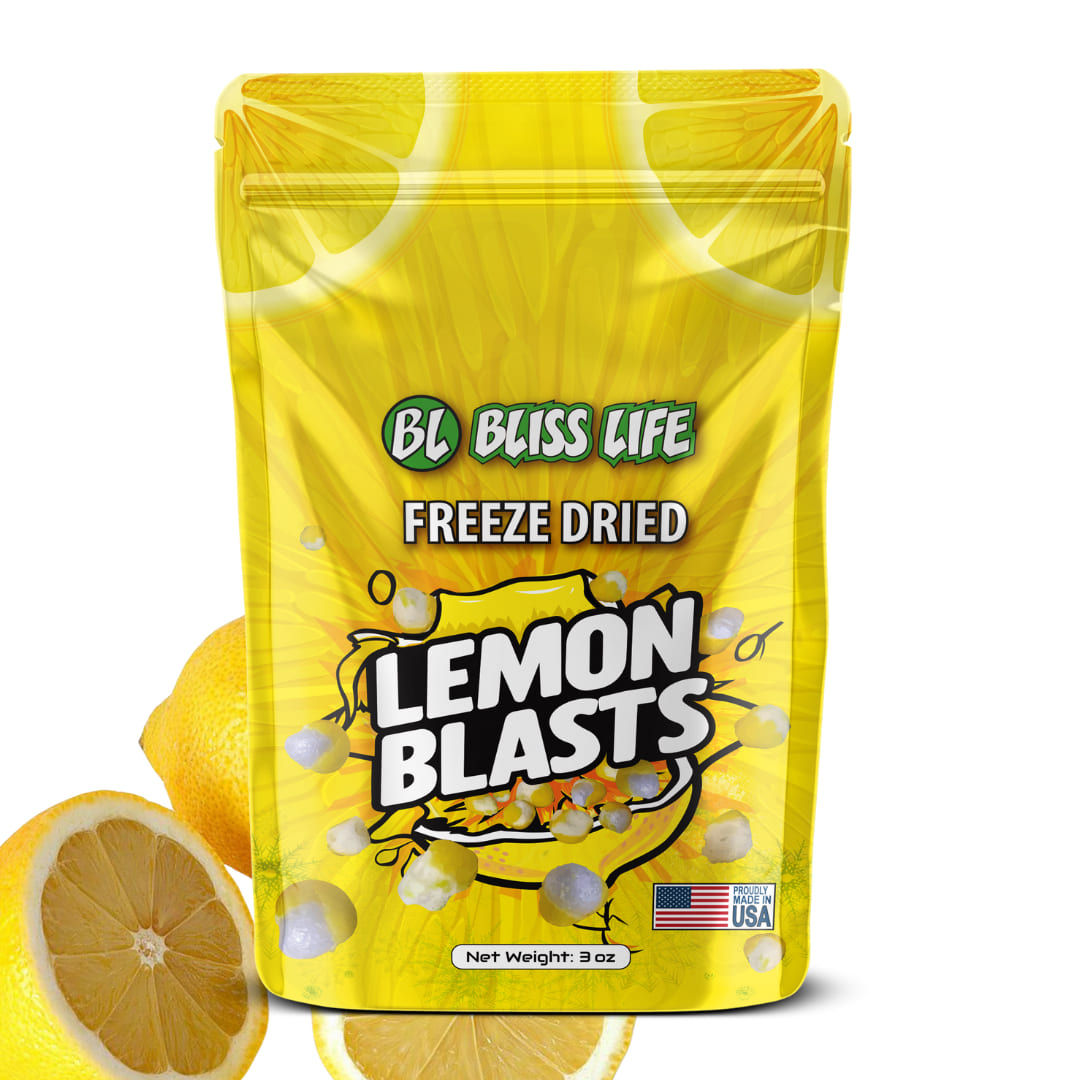 BL BLISS LIFE
FREEZE DRIED
LEMON
BLASTS
PROUDLY
MADE IN
USA
Net Weight: 3 oz